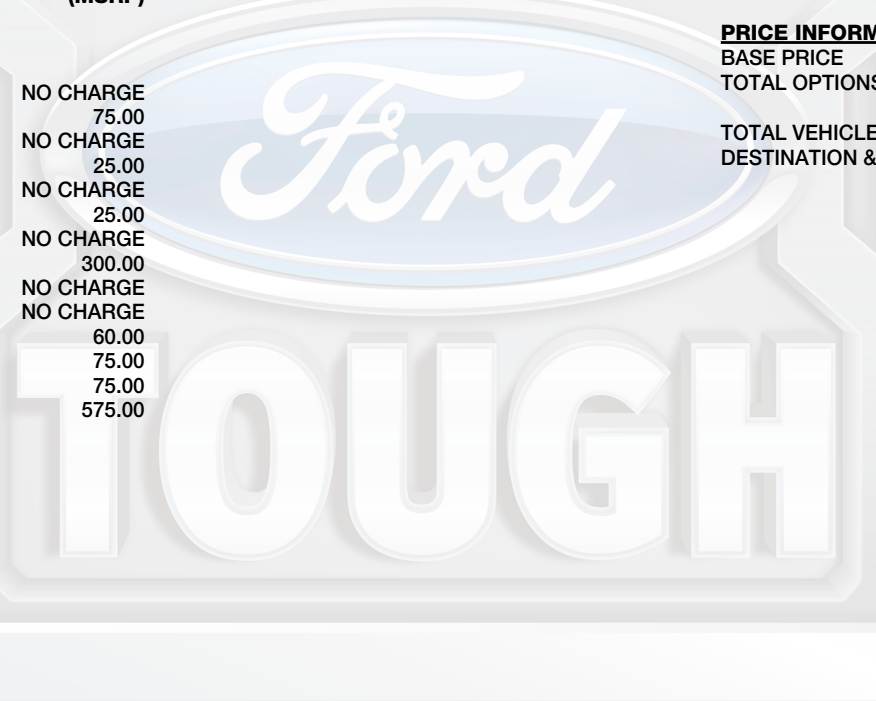 (MSRP)
NO CHARGE
75.00
NO CHARGE
25.00
NO CHARGE
25.00
NO CHARGE
300.00
NO CHARGE
NO CHARGE
60.00
75.00
75.00
575.00
PRICE INFORM
BASE PRICE
TOTAL OPTIONS
TOTAL VEHICLE
DESTINATION &
Ford
TOUGH